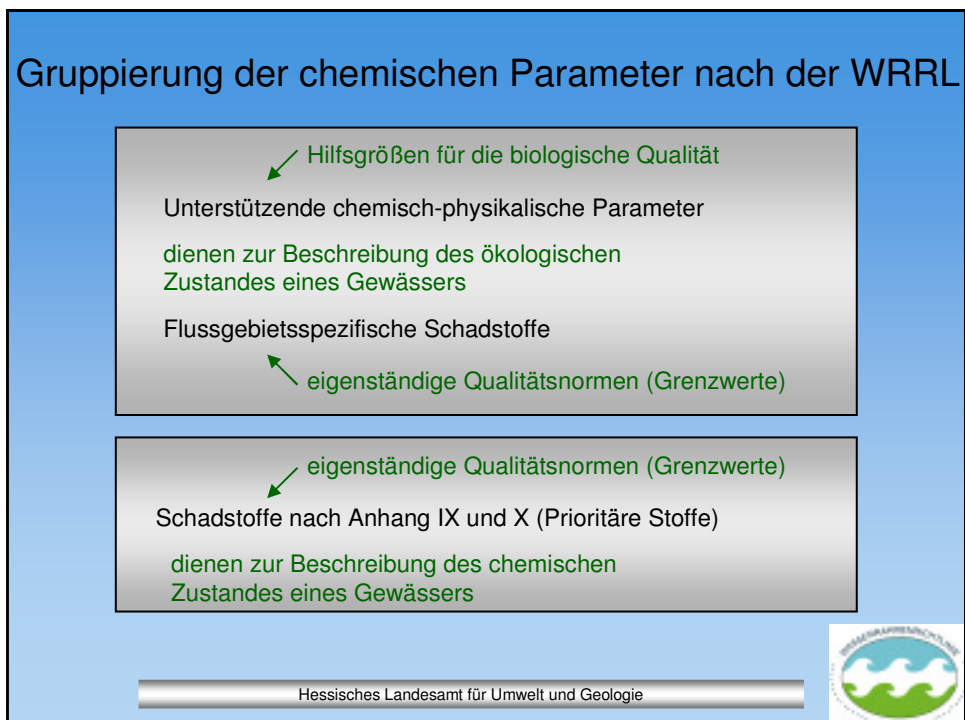 Gruppierung der chemischen Parameter nach der WRRL
Hilfsgrößen für die biologische Qualität
Unterstützende chemisch-physikalische Parameter
dienen zur Beschreibung des ökologischen
Zustandes eines Gewässers
Flussgebietsspezifische Schadstoffe
eigenständige Qualitätsnormen (Grenzwerte)
eigenständige Qualitätsnormen (Grenzwerte)
Schadstoffe nach Anhang IX und X (Prioritäre Stoffe)
dienen zur Beschreibung des chemischen
Zustandes eines Gewässers
Hessisches Landesamt für Umwelt und Geologie